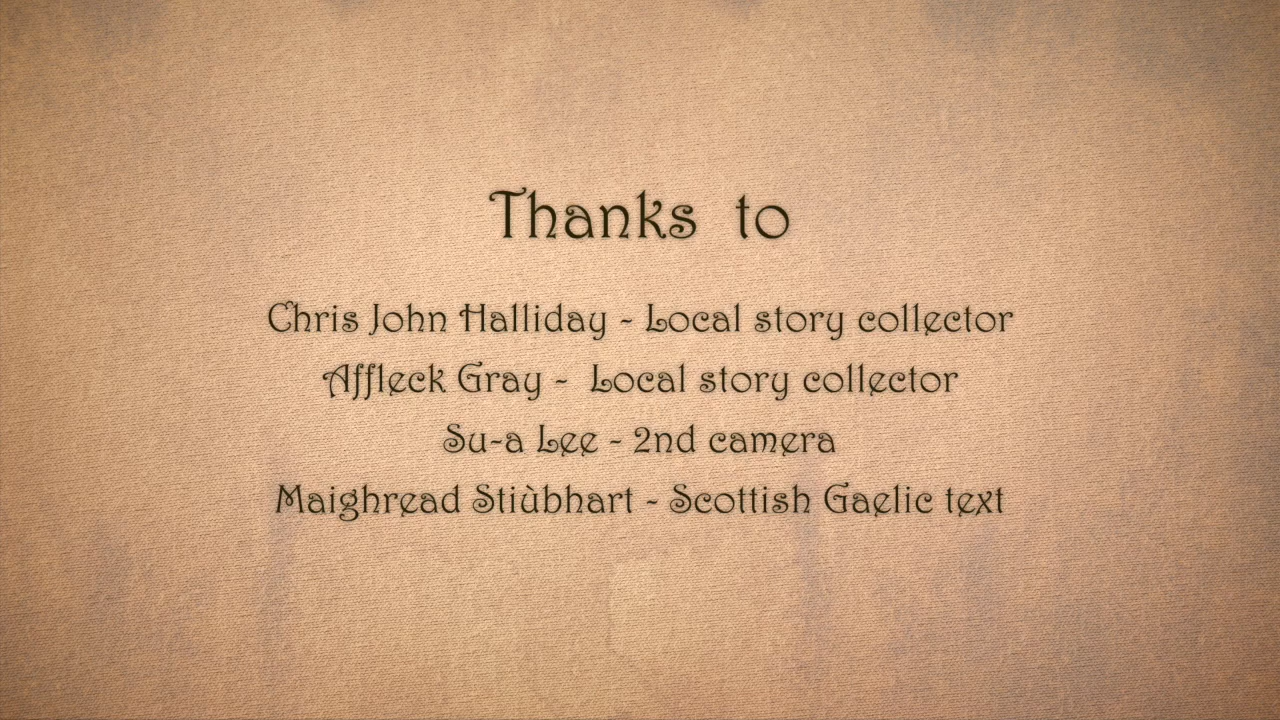 Thanks to
Chris John Halliday - Local story collector
Affleck Gray - Local story collector
Su-a Lee - 2nd camera
Maighread Stiùbhart - Scottish Gaelic text